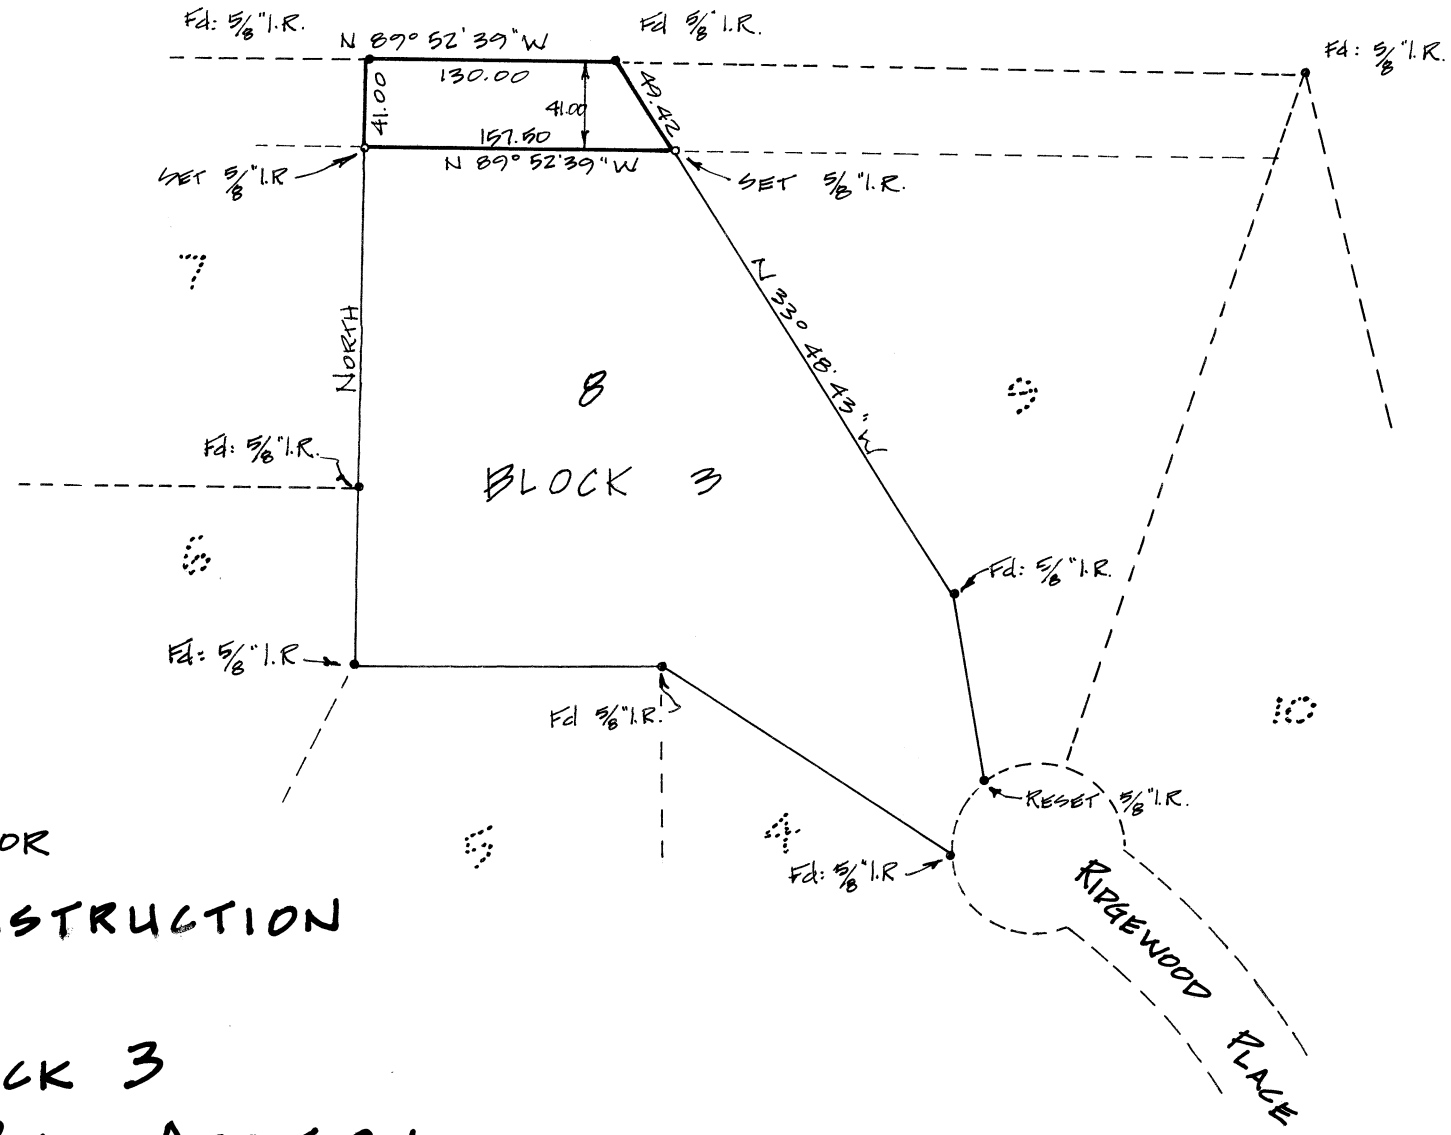 Fd: 5/8" I.R.
N 89° 52' 39" W
Fd 5/8" I.R.
Fd: 5/8" I.R.
130.00
41.00
41.00
49.42
157.50
N 89° 52' 39" W
SET 5/8" I.R
SET 5/8" I.R.
7
N 33° 48' 43" W
NORTH
8
9
Fd: 5/8" I.R.
BLOCK 3
6
Fd: 5/8" I.R.
Fd: 5/8" I.R
Fd 5/8" I.R.
10
RESET 5/8" I.R.
5
4
OR
Fd: 5/8" I.R
STRUCTION
RIDGEWOOD PLACE
CK 3